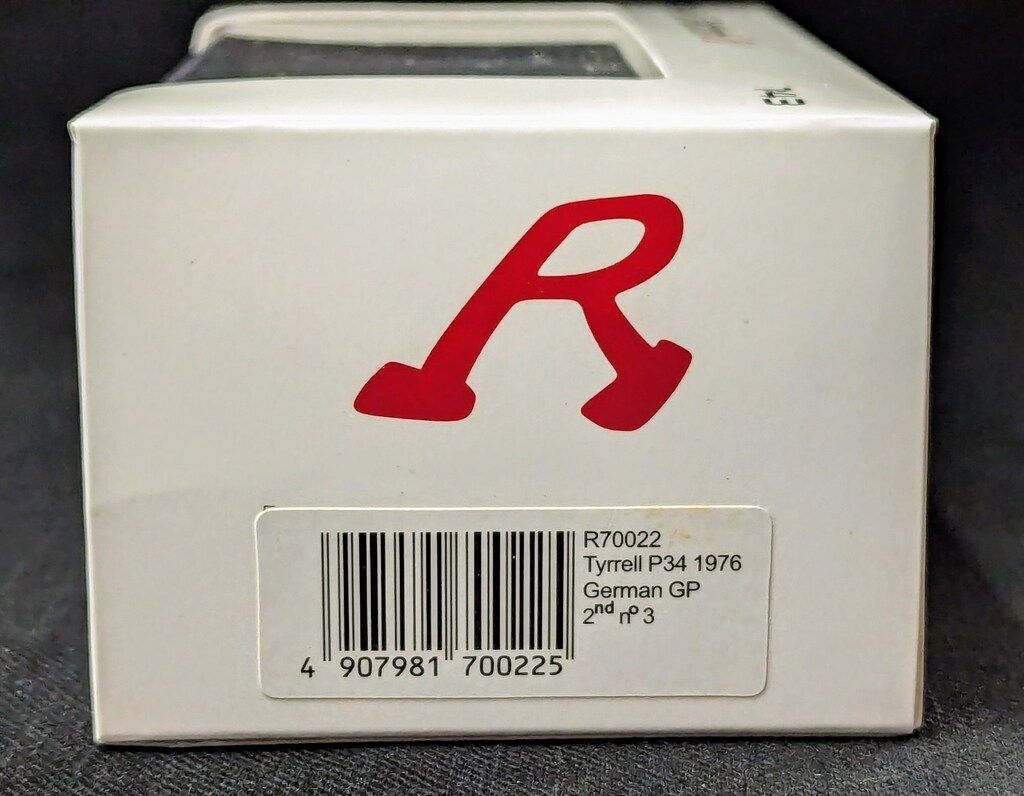 R
R70022
Tyrrell P34 1976
German GP
2nd nº 3
4 907981 700225